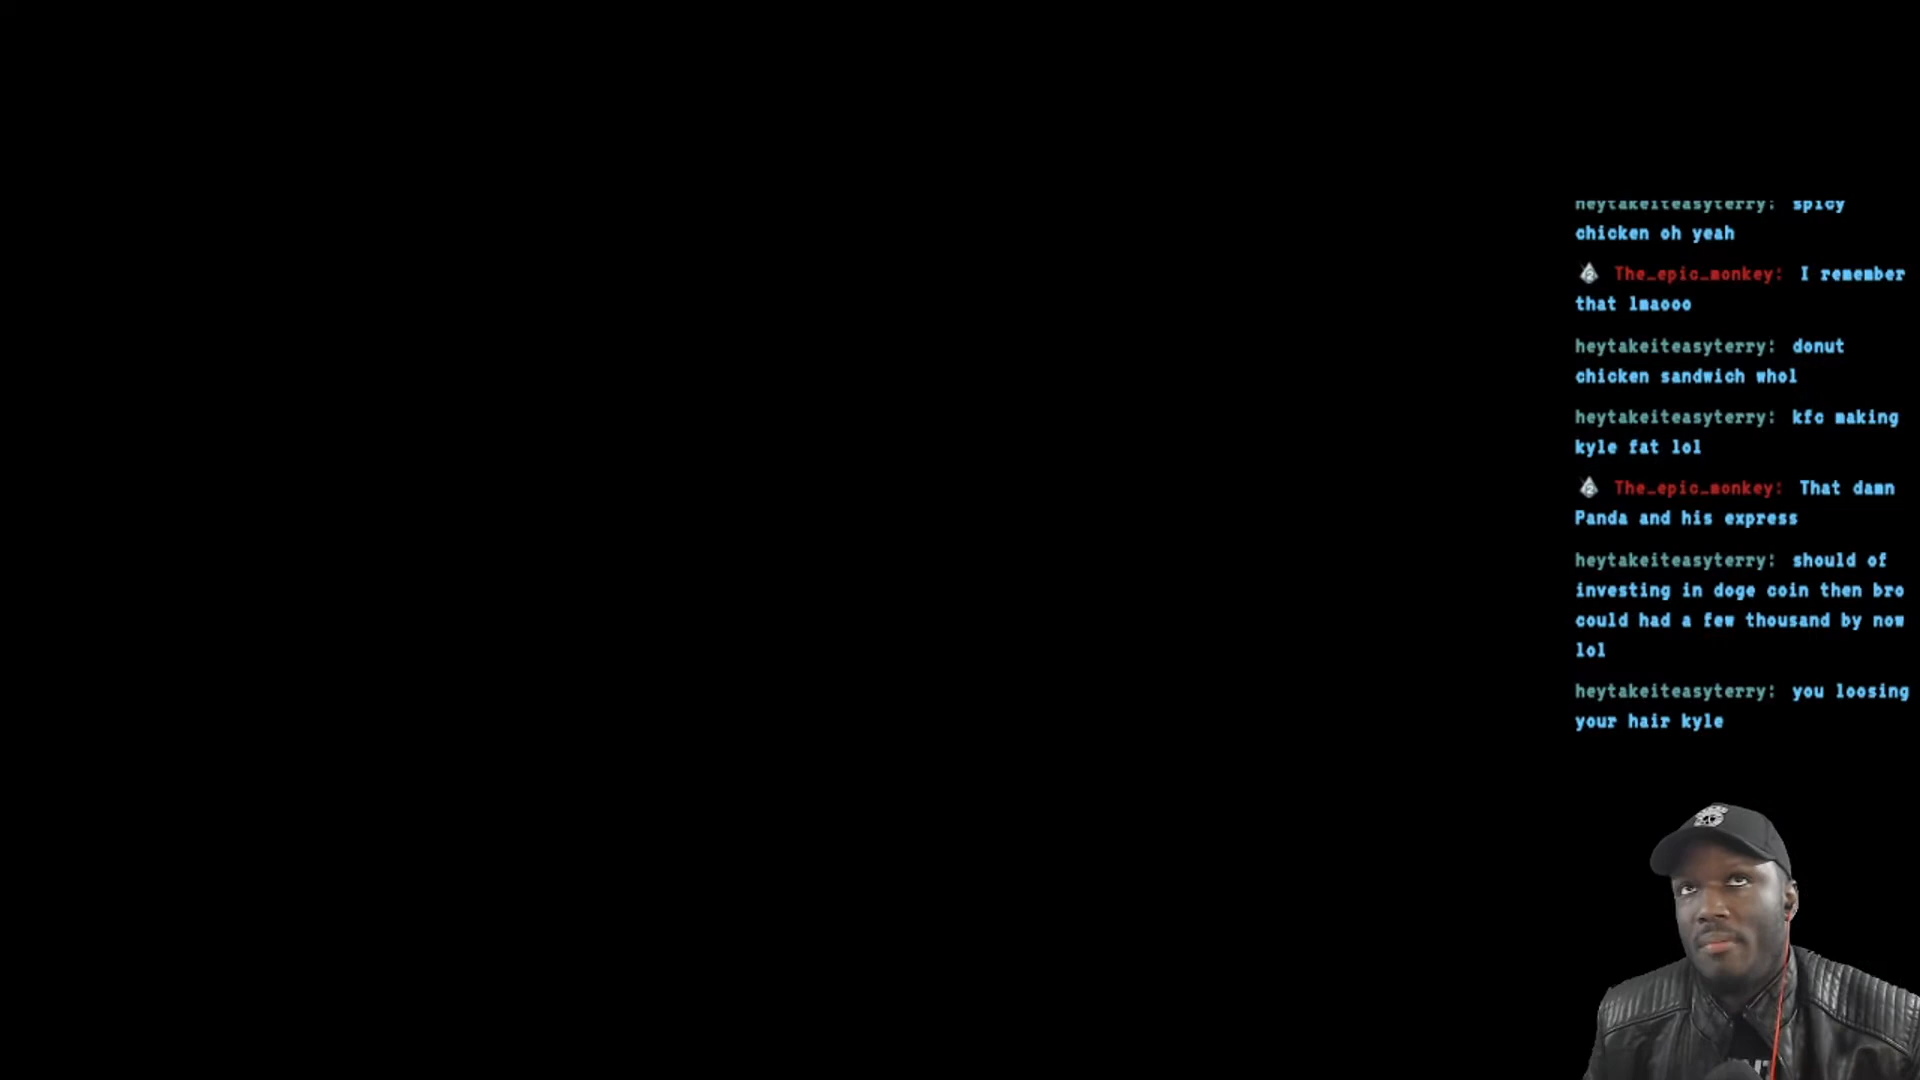 heytakeiteasyterry: spicy
chicken oh yeah
The_epic_monkey: I remember
that lmaooo
heytakeiteasyterry: donut
chicken sandwich whol
heytakeiteasyterry: kfc making
kyle fat lol
The_epic_monkey: That damn
Panda and his express
heytakeiteasyterry: should of
investing in doge coin then bro
could had a few thousand by now
lol
heytakeiteasyterry: you loosing
your hair kyle